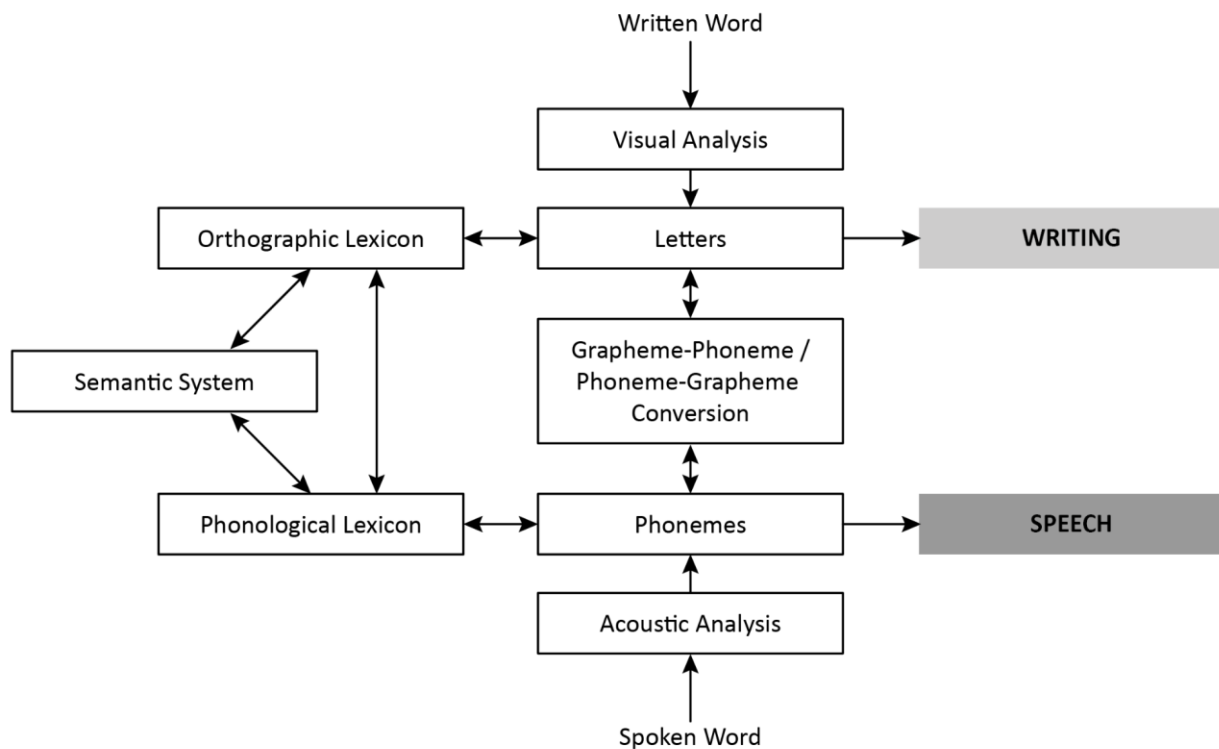 Written Word
Visual Analysis
Orthographic Lexicon
Letters
WRITING
Semantic System
Grapheme-Phoneme /
Phoneme-Grapheme
Conversion
Phonological Lexicon
Phonemes
SPEECH
Acoustic Analysis
Spoken Word